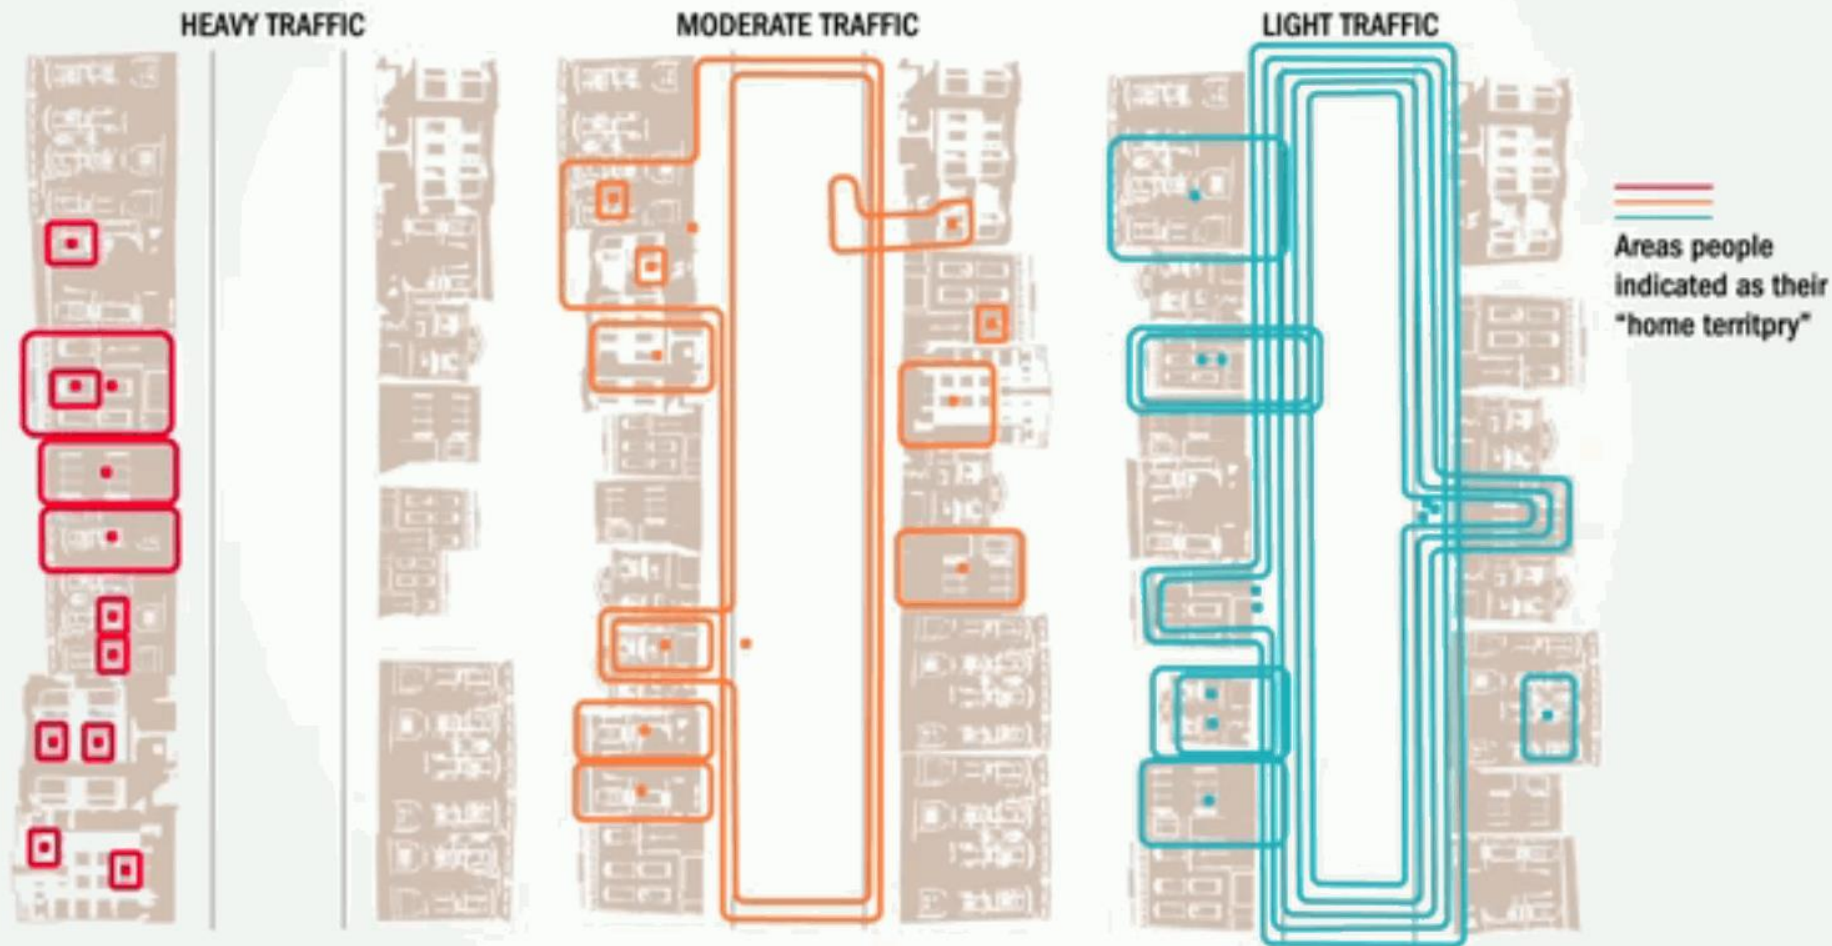 HEAVY TRAFFIC
MODERATE TRAFFIC
LIGHT TRAFFIC
Areas people
indicated as their
“home territpry”